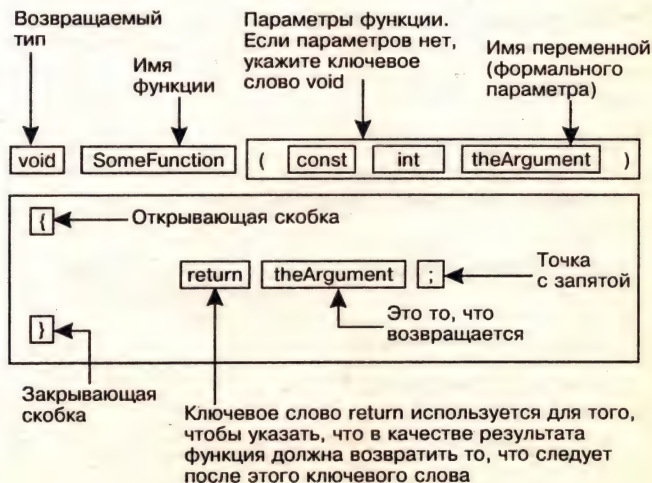 Возвращаемый
тип
Имя
функции
Параметры функции.
Если параметров нет,
укажите ключевое
слово void
Имя переменной
(формального
параметра)
void SomeFunction ( const int theArgument )
{ Открывающая скобка
return theArgument ;
Точка
с запятой
Это то, что
возвращается
}
Закрывающая
скобка
Ключевое слово return используется для того,
чтобы указать, что в качестве результата
функция должна возвратить то, что следует
после этого ключевого слова